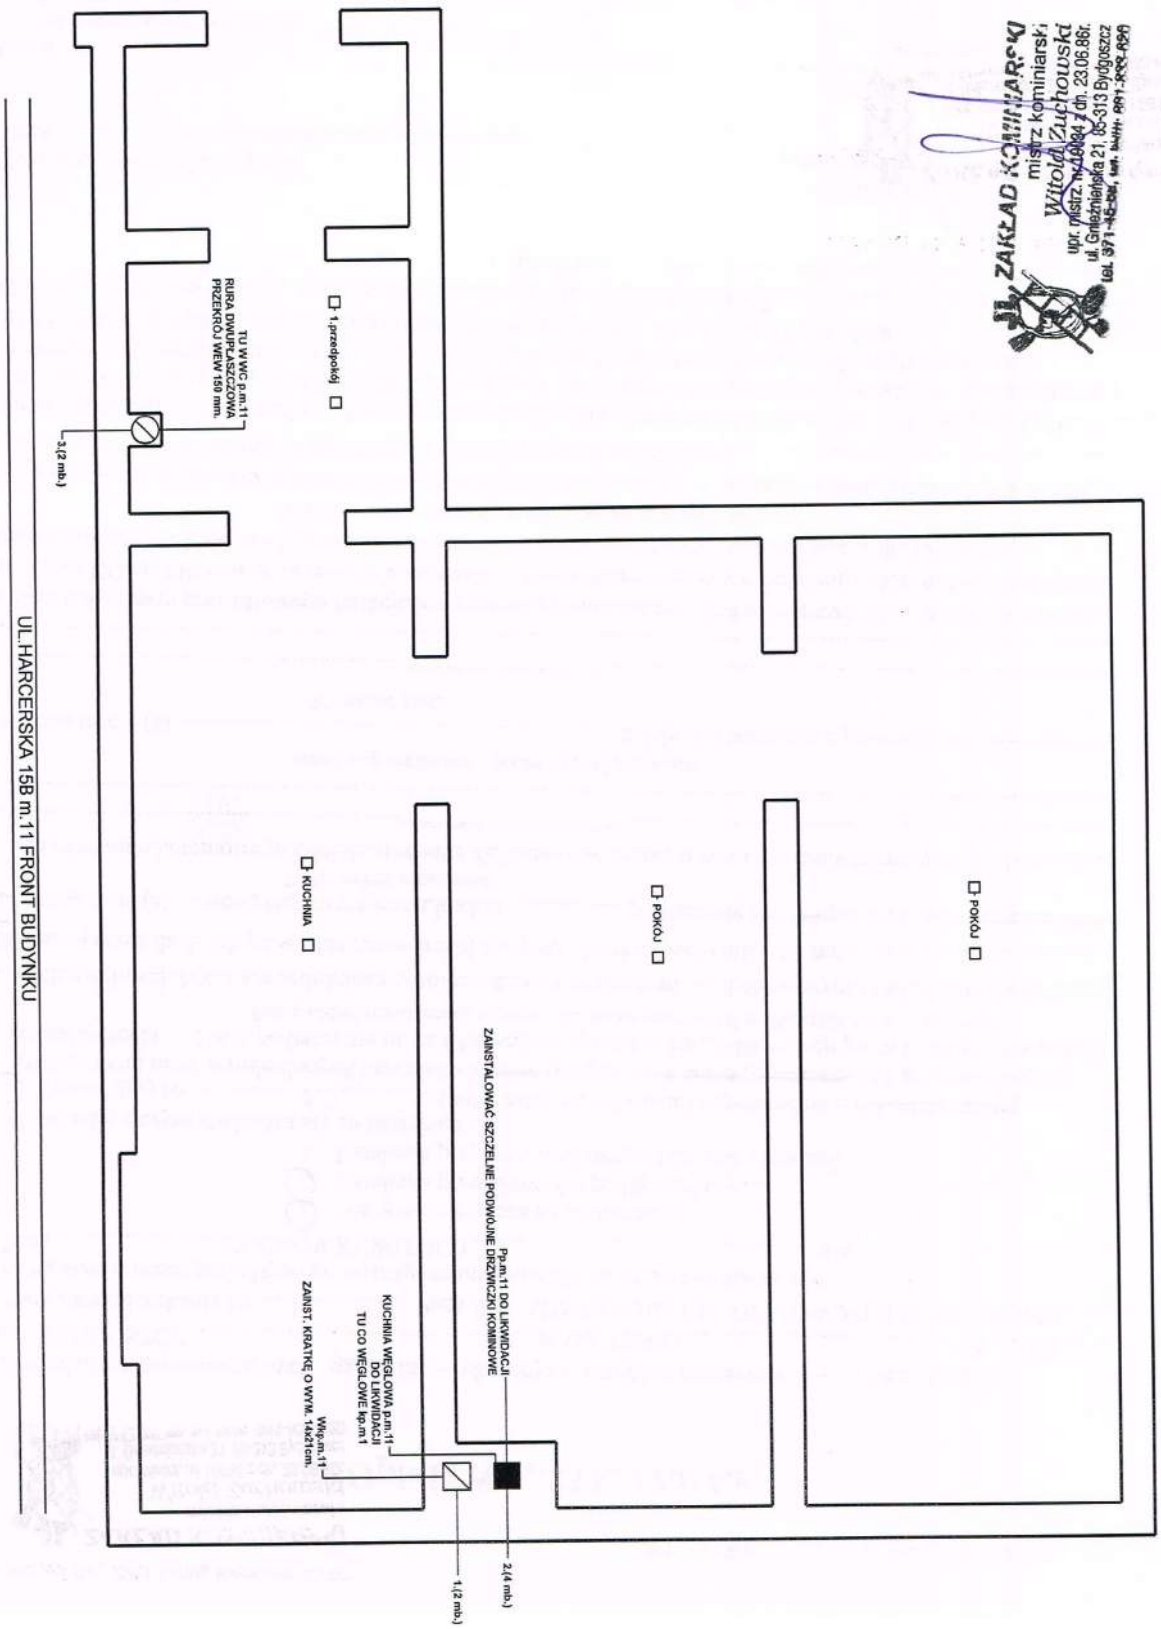 ZAKŁAD KOMINIARSKI
mistrz kominiarski
Witold Zuchowski
upr. mistrz. nr z dn. 23.06.86r.
ul. Gnieźnieńska 21, 85-313 Bydgoszcz
tel.
1.przedpokój
TU W WC p.m.11
RURA DWUPŁASZCZOWA
PRZEKRÓJ WEW 150 mm.
3.(2 mb.)
POKÓJ
POKÓJ
KUCHNIA
Pp.m.11 DO LIKWIDACJI
ZAINSTALOWAĆ SZCZELNE PODWÓJNE DRZWICZKI KOMINOWE
KUCHNIA WĘGLOWA p.m.11
DO LIKWIDACJI
TU CO WĘGLOWE kp.m.1
Wkp.m.11
ZAINST. KRATKĘ O WYM. 14x21cm.
2.(4 mb.)
1.(2 mb.)
UL.HARCERSKA 15B m.11 FRONT BUDYNKU